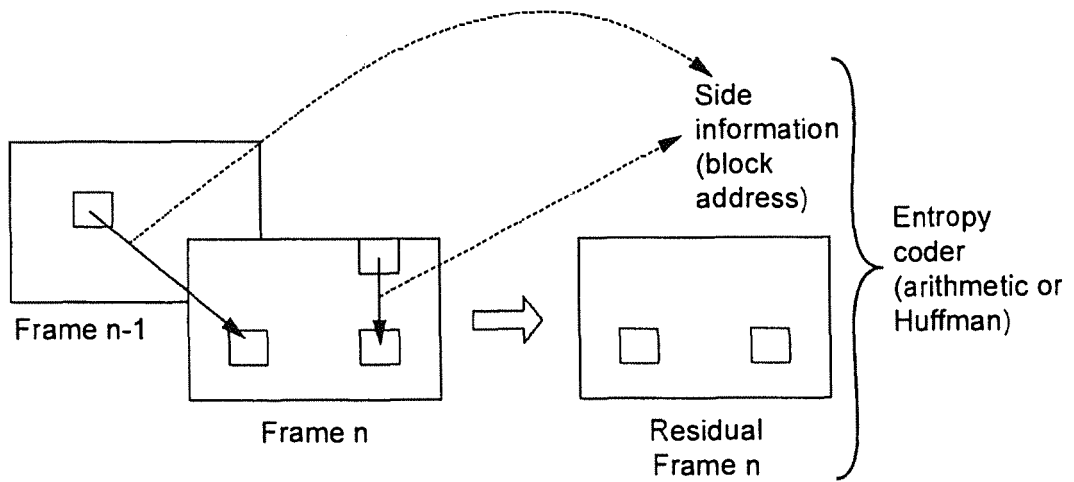 Side
information
(block
address)
Entropy
coder
(arithmetic or
Huffman)
Frame n-1
Frame n
Residual
Frame n